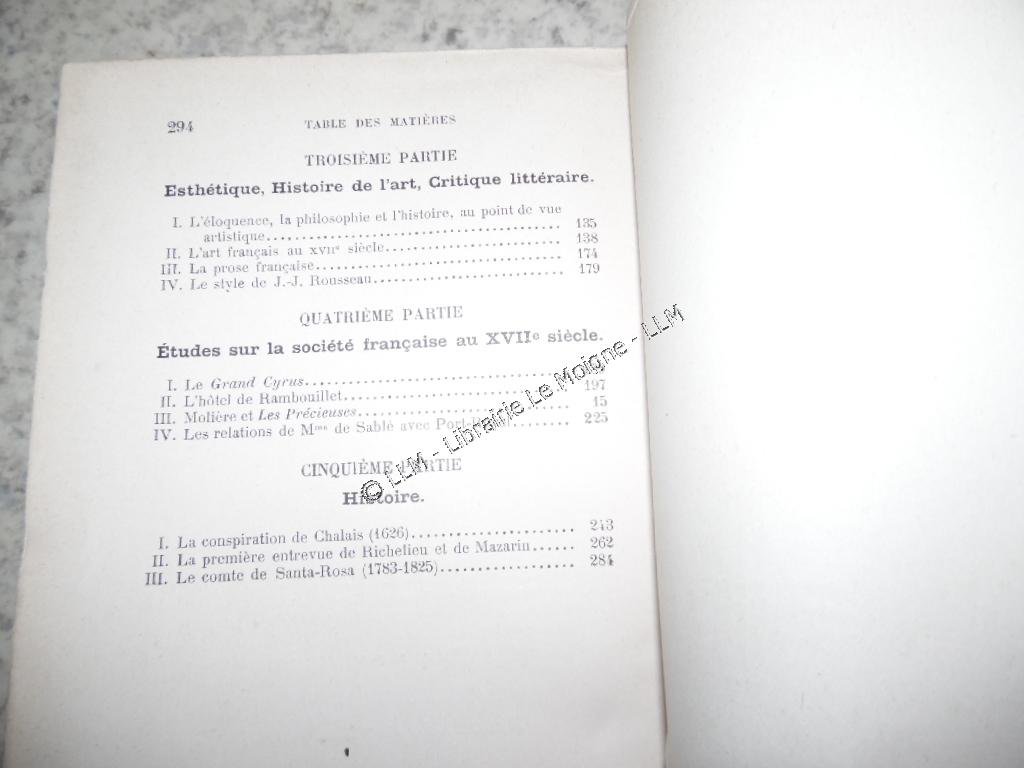 294 TABLE DES MATIÈRES
TROISIÈME PARTIE
Esthétique, Histoire de l'art, Critique littéraire.
I. L'éloquence, la philosophie et l'histoire, au point de vue
artistique........................................ 135
II. L'art français au XVIIe siècle........................ 138
III. La prose française.................................. 174
IV. Le style de J.-J. Rousseau.......................... 179
QUATRIÈME PARTIE
Études sur la société française au XVIIe siècle.
I. Le Grand Cyrus..................................
II. L'hôtel de Rambouillet............................ 197
III. Molière et Les Précieuses.......................... 15
IV. Les relations de Mme de Sablé avec ........ 225
CINQUIÈME PARTIE
Histoire.
I. La conspiration de Chalais (1626)...................... 243
II. La première entrevue de Richelieu et de Mazarin...... 262
III. Le comte de Santa-Rosa (1783-1825).................. 284
© LLM - Librairie Le Moigne - LLM